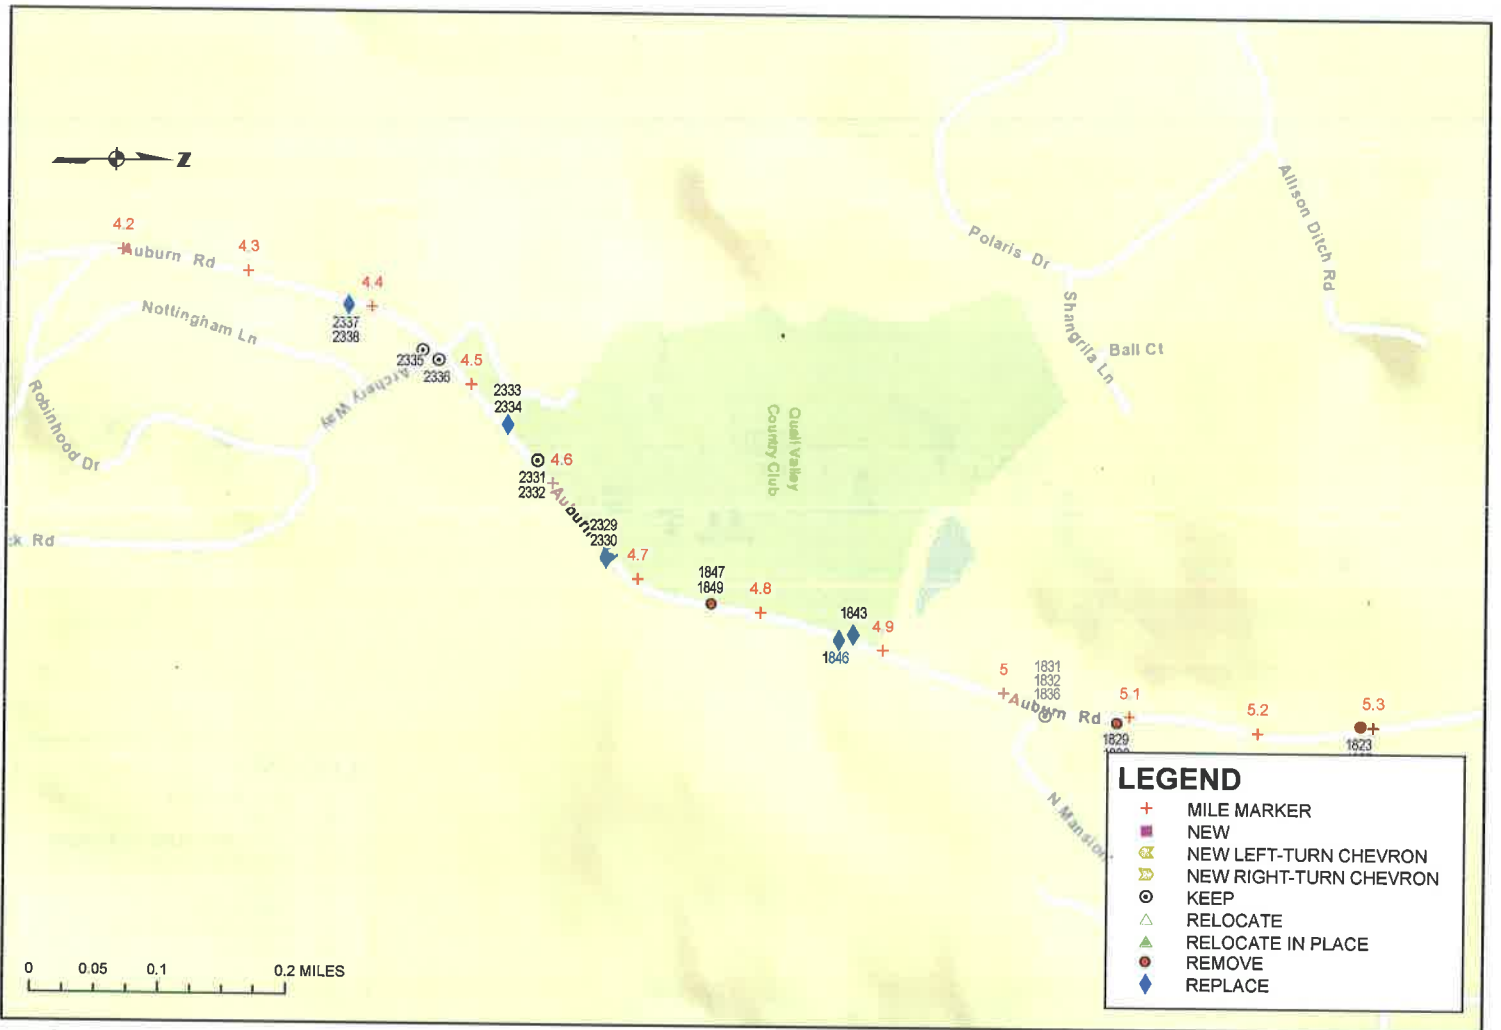 Z
4.2
4.3
4.4
Auburn Rd
2337
2338
Nottingham Ln
2335
2336
4.5
Archery Way
Robinhood Dr
ck Rd
2333
2334
4.6
2331
2332
Auburn
2329
2330
4.7
1847
1849
4.8
1843
1846
4.9
Quail Valley
Country Club
Polaris Dr
Allison Ditch Rd
Shangrila Ln
Ball Ct
5
1831
1832
1836
Auburn Rd
5.1
1829
5.2
5.3
1823
N Mansion
LEGEND
MILE MARKER
NEW
NEW LEFT-TURN CHEVRON
NEW RIGHT-TURN CHEVRON
KEEP
RELOCATE
RELOCATE IN PLACE
REMOVE
REPLACE
0 0.05 0.1 0.2 MILES